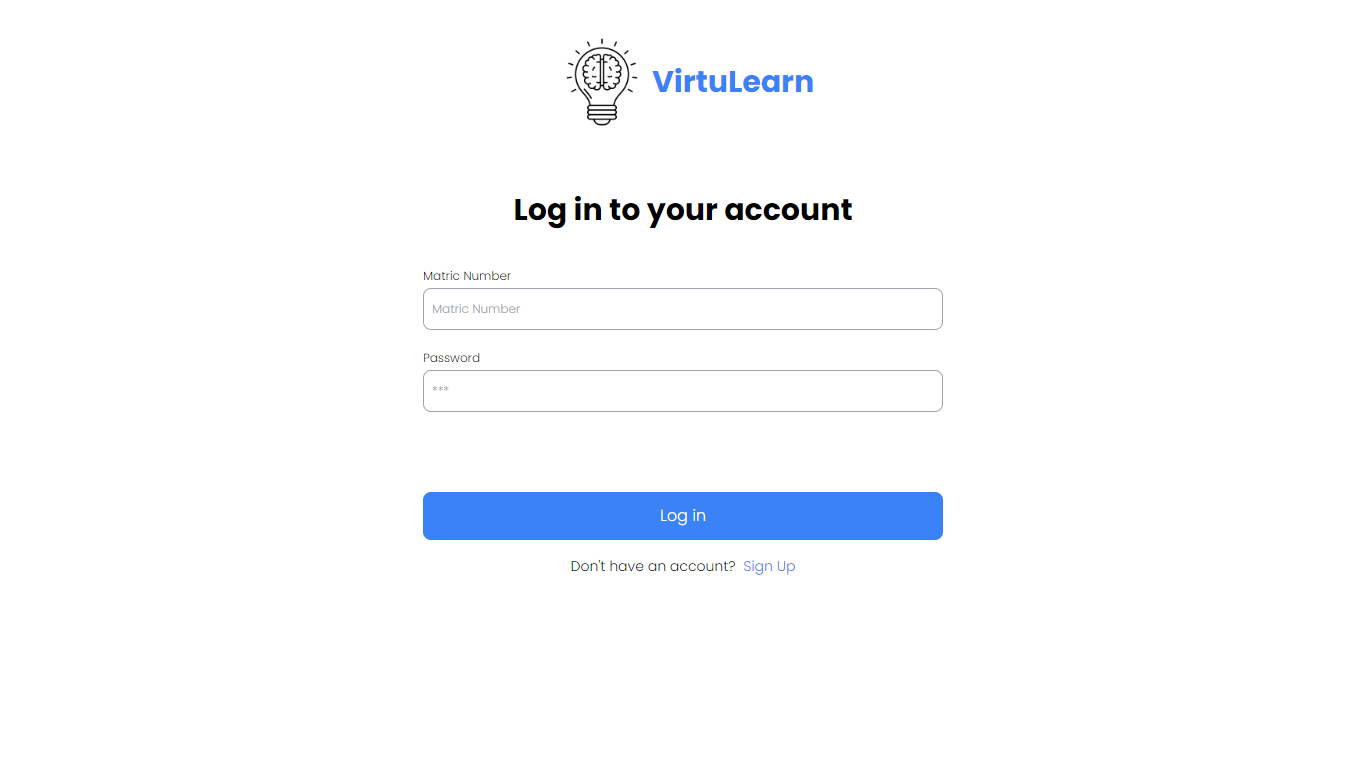 VirtuLearn
Log in to your account
Matric Number
Matric Number
Password
***
Log in
Don't have an account? Sign Up